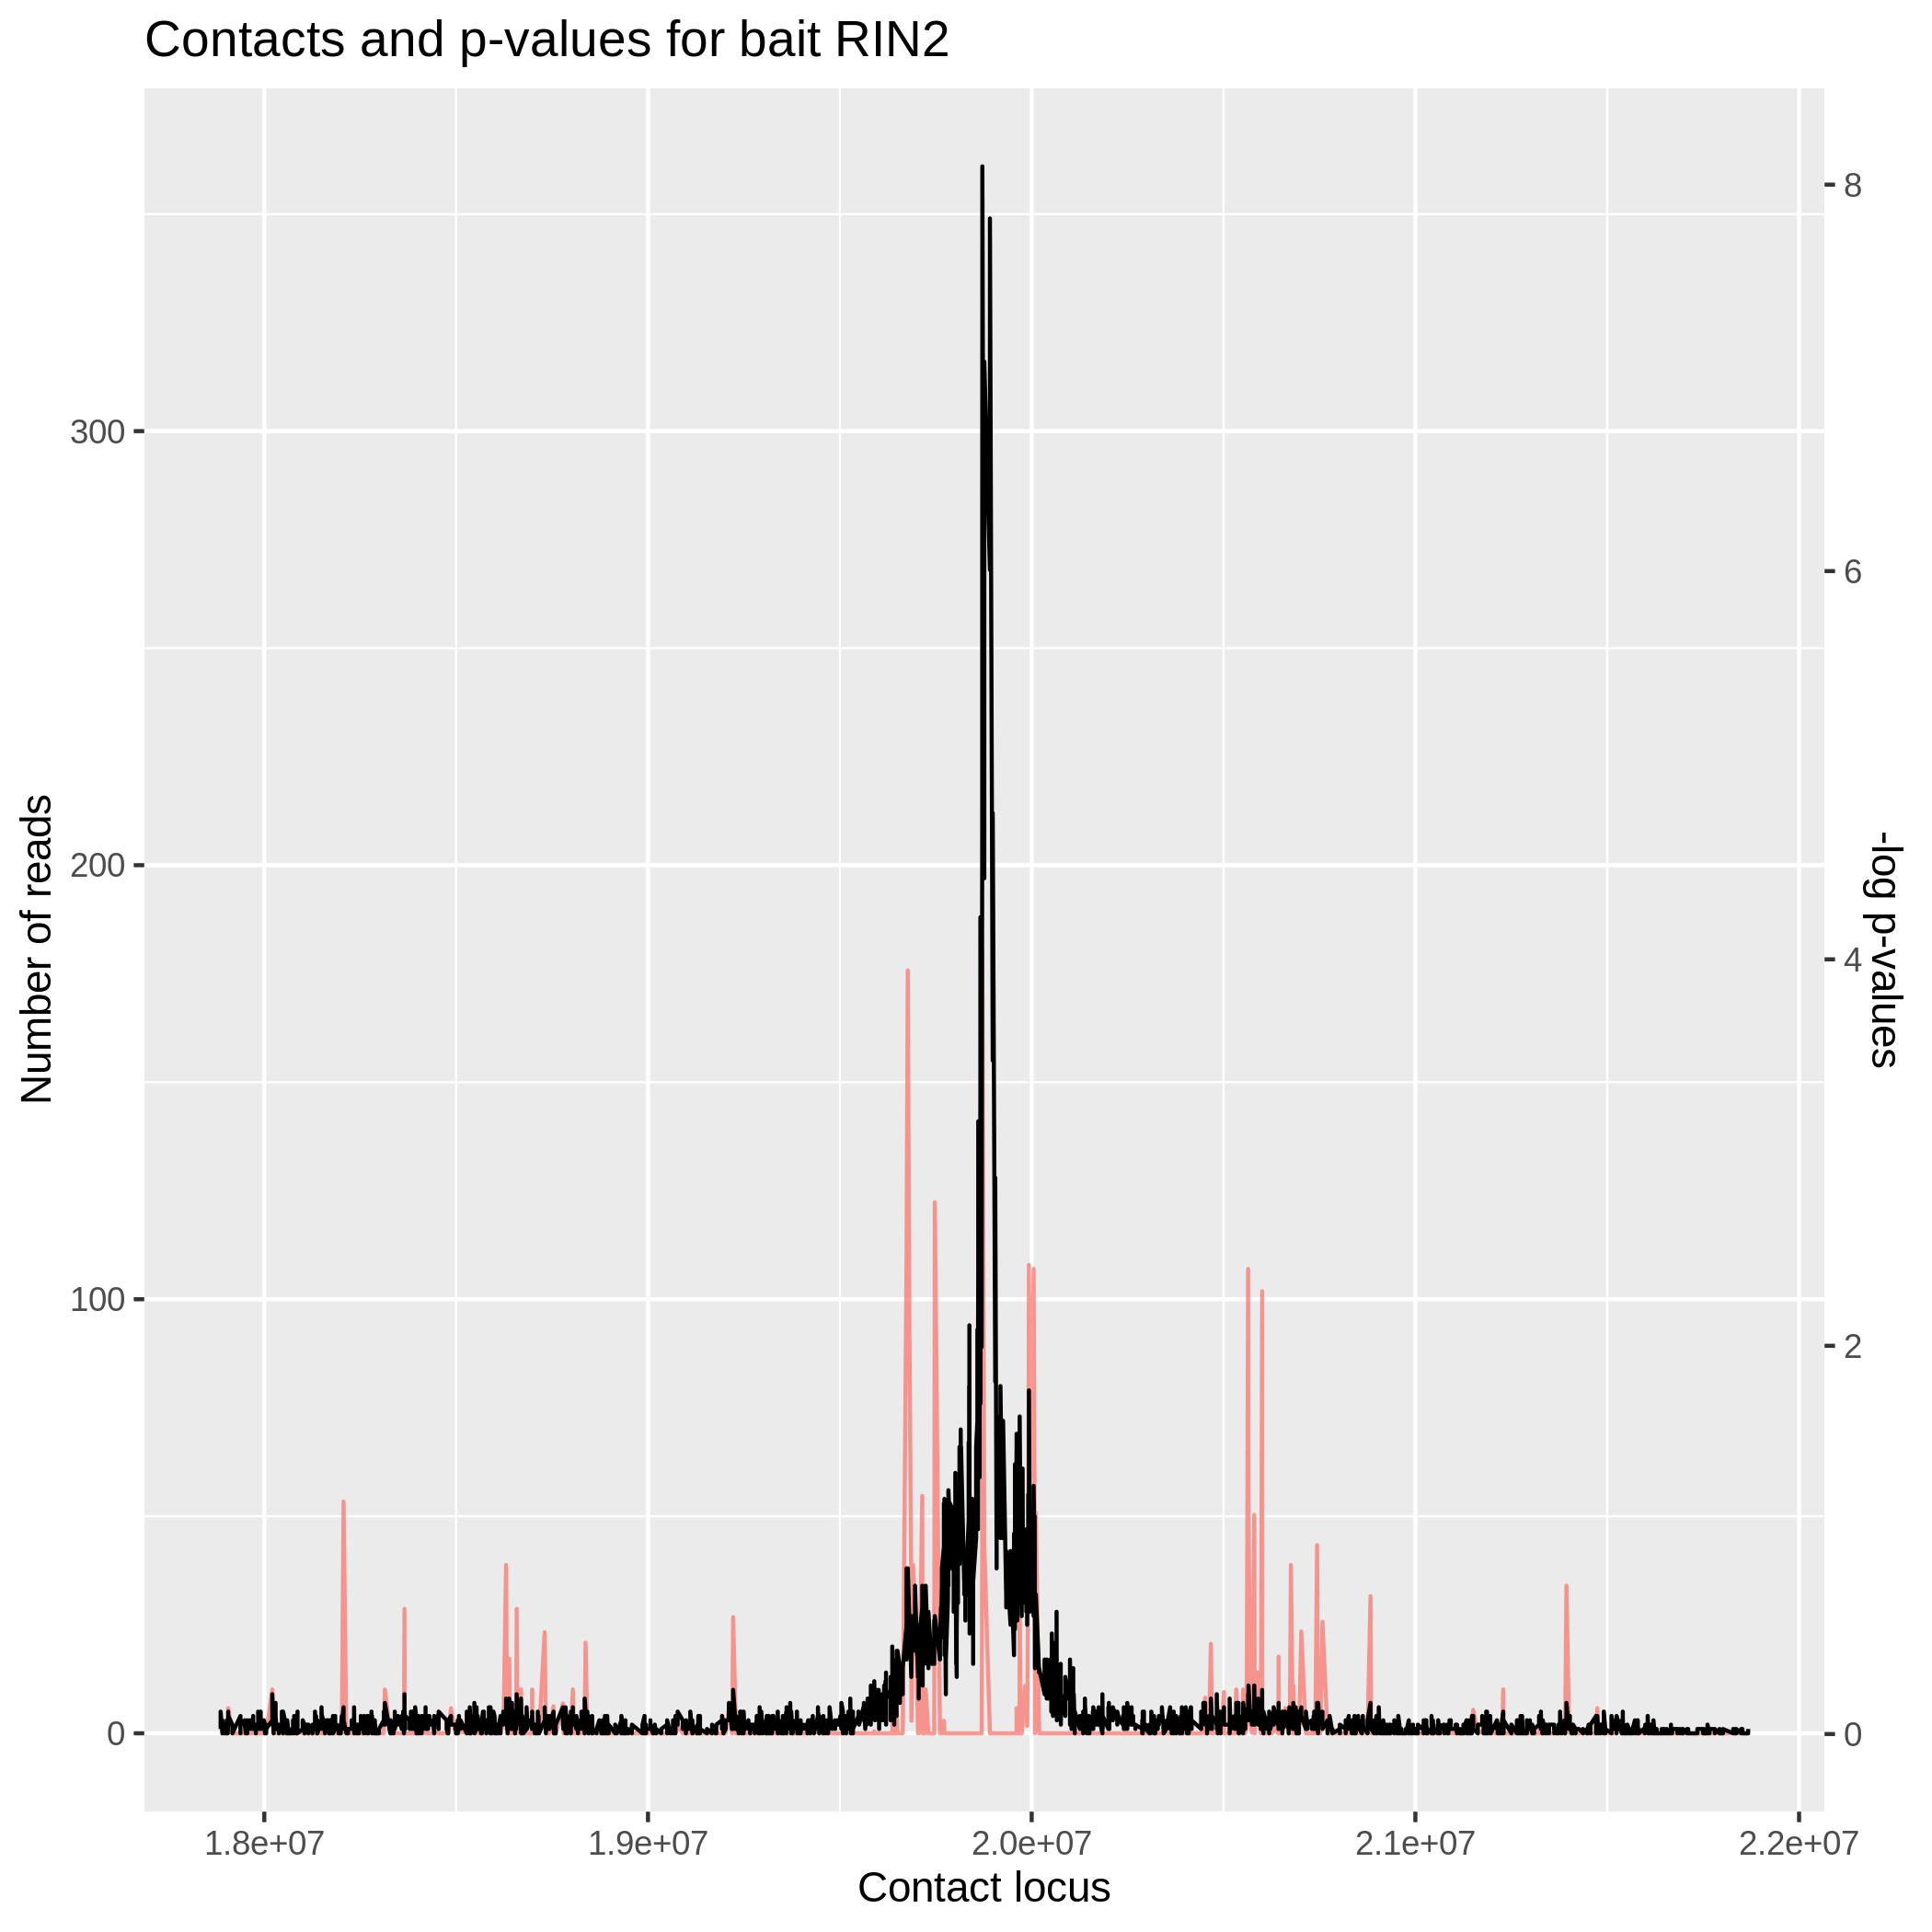 Contacts and p-values for bait RIN2
Number of reads
300
200
100
0
8
6
4
2
0
-log p-values
1.8e+07
1.9e+07
2.0e+07
2.1e+07
2.2e+07
Contact locus